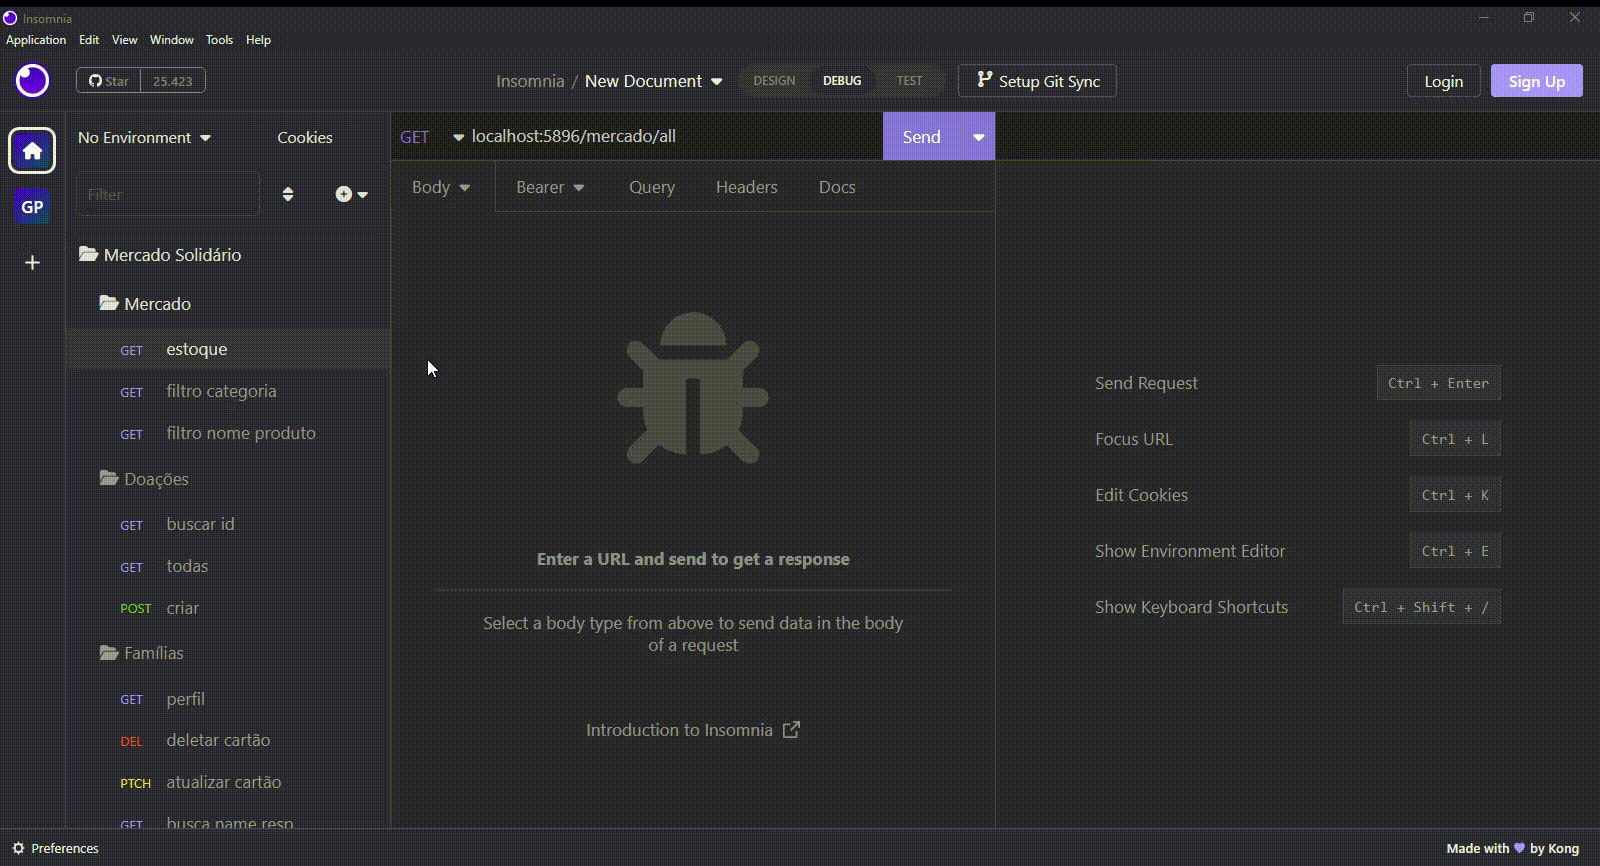 Insomnia
Application Edit View Window Tools Help
Star 25.423
Insomnia / New Document
DESIGN DEBUG TEST
Setup Git Sync
Login
Sign Up
No Environment
Cookies
GET localhost:5896/mercado/all
Send
Filter
Body Bearer Query Headers Docs
GP
Mercado Solidário
Mercado
GET estoque
GET filtro categoria
GET filtro nome produto
Doações
GET buscar id
GET todas
POST criar
Famílias
GET perfil
DEL deletar cartão
PTCH atualizar cartão
GET busca name resp
Enter a URL and send to get a response
Select a body type from above to send data in the body
of a request
Introduction to Insomnia
Send Request Ctrl + Enter
Focus URL Ctrl + L
Edit Cookies Ctrl + K
Show Environment Editor Ctrl + E
Show Keyboard Shortcuts Ctrl + Shift + /
Preferences
Made with 💜 by Kong